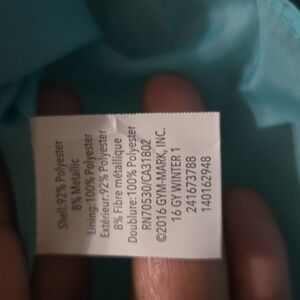 Shell:92% Polyester
8% Metallic
Lining:100% Polyester
Extérieur:92% Polyester
8% Fibre métallique
Doublure:100% Polyester
RN70530/CA31802
©2016 GYM-MARK, INC.
16 GY WINTER 1
241673788
140162948